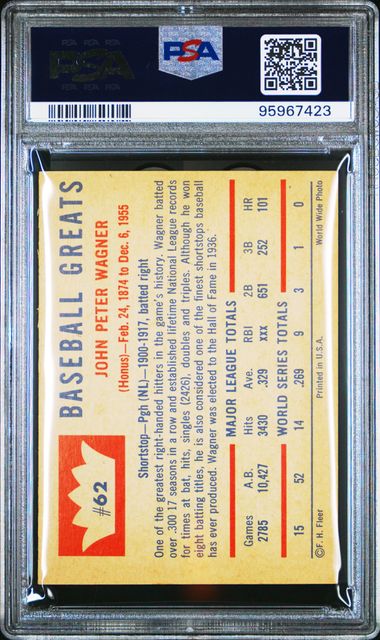 PSA
PSA
PSA
95967423
#62
BASEBALL GREATS
JOHN PETER WAGNER
(Honus)—Feb. 24, 1874 to Dec. 6, 1955
Shortstop—Pgh (NL)—1900-1917, batted right
One of the greatest right-handed hitters in the game's history. Wagner batted
over .300 17 seasons in a row and established lifetime National League records
for times at bat, hits, singles (2426), doubles and triples. Although he won
eight batting titles, he is also considered one of the finest shortstops baseball
has ever produced. Wagner was elected to the Hall of Fame in 1936.
MAJOR LEAGUE TOTALS
Games A.B. Hits Ave. RBI 2B 3B HR
2785 10,427 3430 .329 xxx 651 252 101
WORLD SERIES TOTALS
15 52 14 .269 9 3 1 0
©F. H. Fleer Printed in U.S.A. World Wide Photo